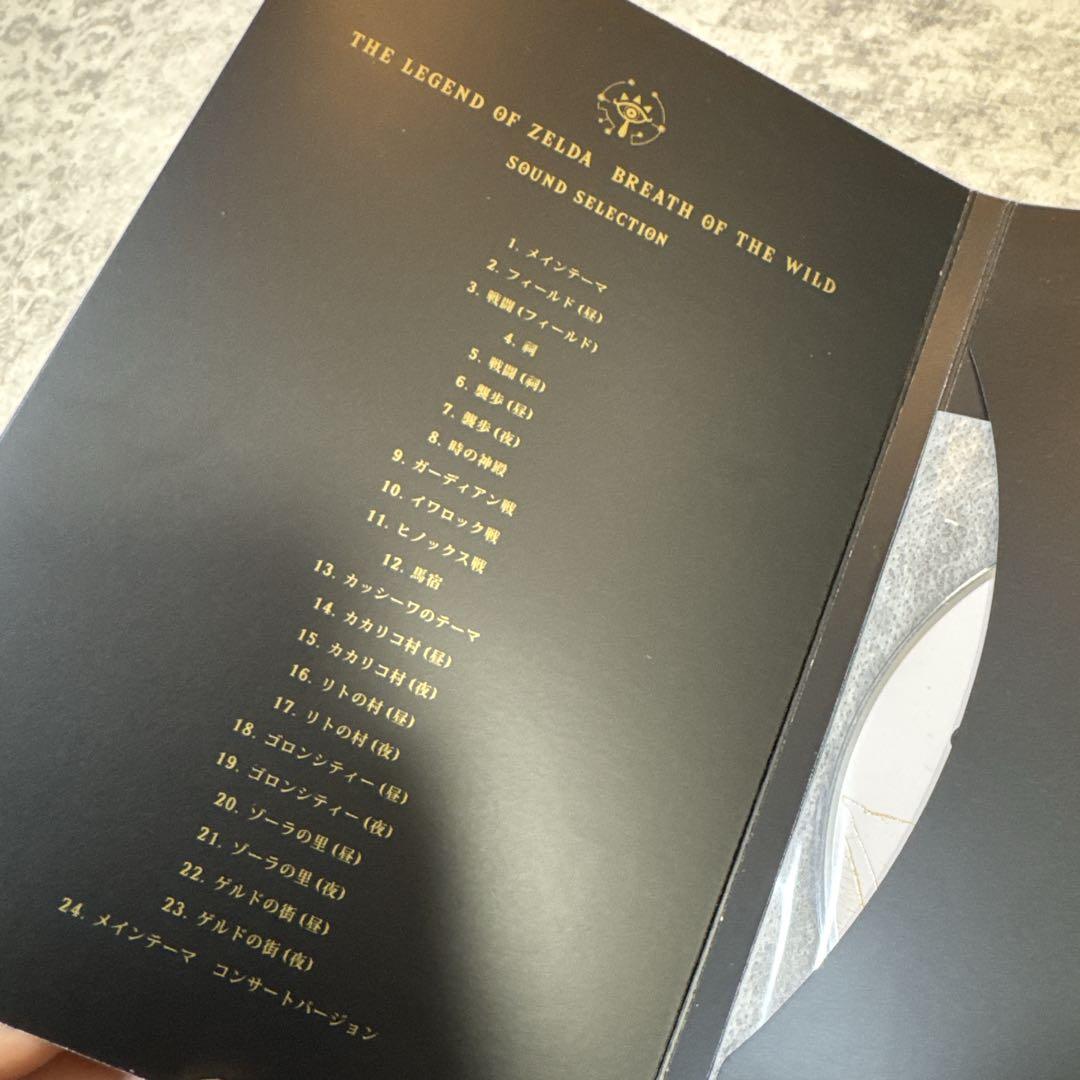 THE LEGEND OF ZELDA BREATH OF THE WILD
SOUND SELECTION
1. メインテーマ
2. フィールド(昼)
3. 戦闘(フィールド)
4. 祠
5. 戦闘(祠)
6. 襲歩(昼)
7. 襲歩(夜)
8. 時の神殿
9. ガーディアン戦
10. イワロック戦
11. ヒノックス戦
12. 馬宿
13. カッシーワのテーマ
14. カカリコ村(昼)
15. カカリコ村(夜)
16. リトの村(昼)
17. リトの村(夜)
18. ゴロンシティー(昼)
19. ゴロンシティー(夜)
20. ゾーラの里(昼)
21. ゾーラの里(夜)
22. ゲルドの街(昼)
23. ゲルドの街(夜)
24. メインテーマ コンサートバージョン